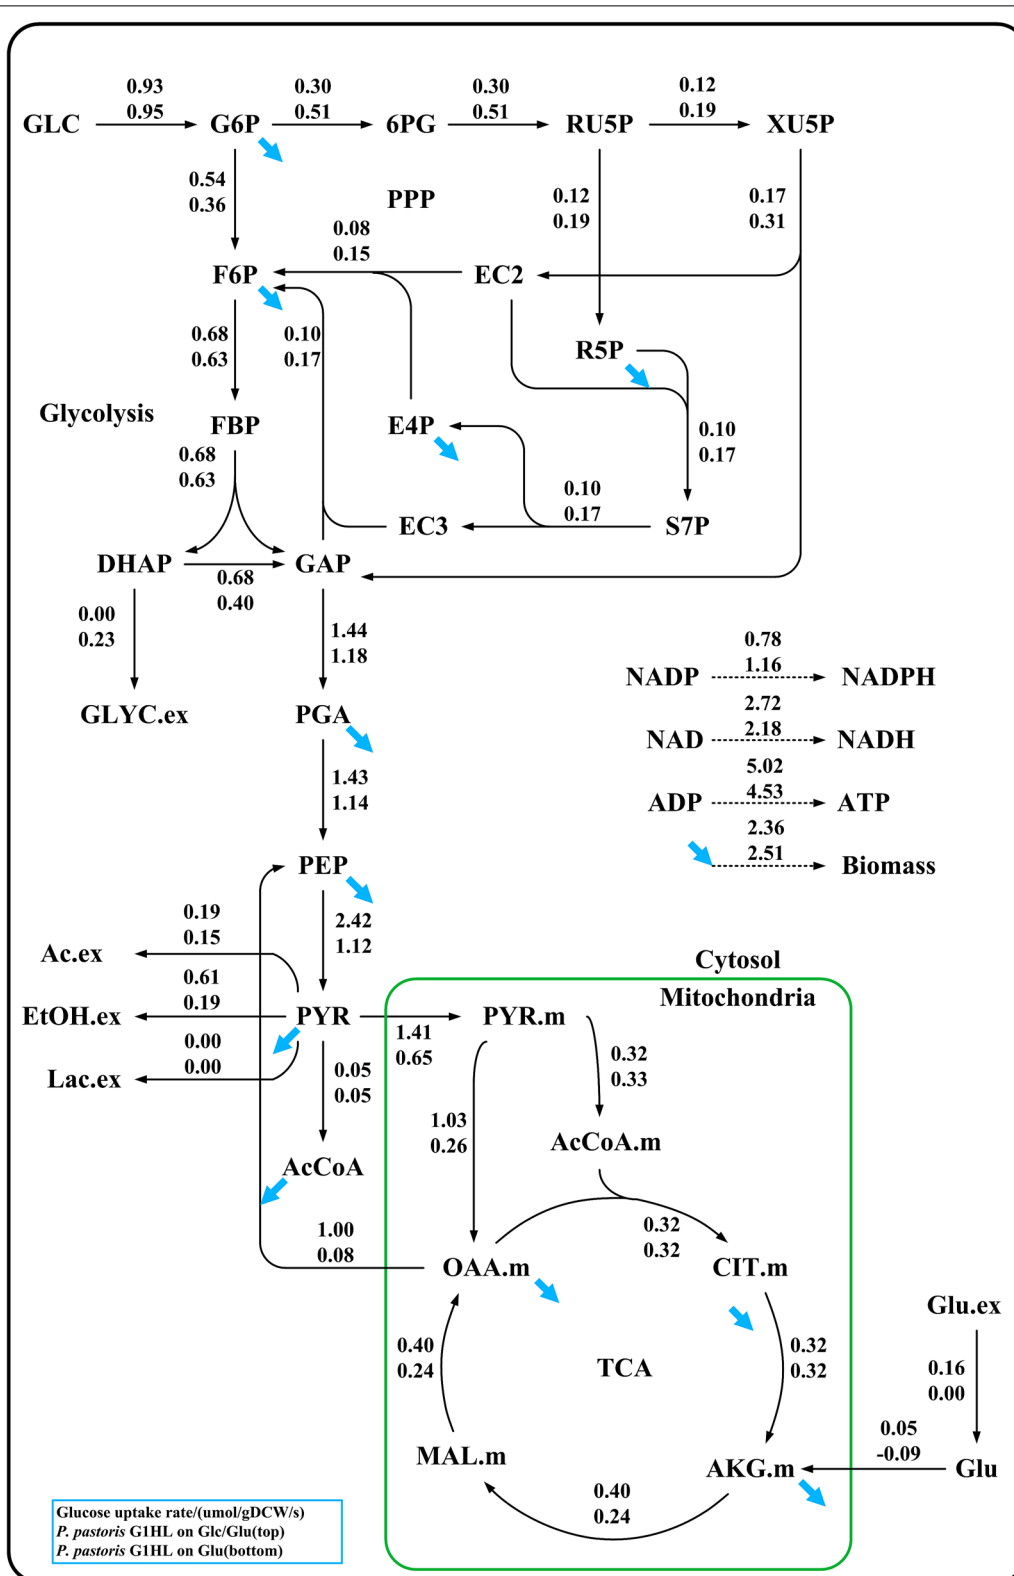 0.93 0.30 0.30 0.12
0.95 0.51 0.51 0.19
GLC G6P 6PG RU5P XU5P
0.54
0.36
PPP
0.12 0.17
0.19 0.31
0.08
0.15
F6P EC2
0.68 0.10
0.63 0.17
R5P
Glycolysis
FBP E4P
0.68
0.63
0.10
0.17
0.10
0.17
EC3 S7P
DHAP GAP
0.68
0.40
0.00
0.23
1.44
1.18
GLYC.ex PGA
0.78
1.16
NADP NADPH
2.72
2.18
NAD NADH
5.02
4.53
ADP ATP
2.36
2.51
Biomass
1.43
1.14
PEP
2.42
1.12
0.19
0.15
Ac.ex
0.61
0.19
EtOH.ex PYR
0.00
0.00
Lac.ex
Cytosol
Mitochondria
1.41
0.65
PYR.m
0.05
0.05
0.32
0.33
1.03
0.26
AcCoA.m
AcCoA
1.00
0.08
0.32
0.32
OAA.m CIT.m
Glu.ex
0.40
0.24
TCA
0.32
0.32
0.16
0.00
0.05
-0.09
MAL.m AKG.m Glu
0.40
0.24
Glucose uptake rate/(umol/gDCW/s)
P. pastoris G1HL on Glc/Glu(top)
P. pastoris G1HL on Glu(bottom)